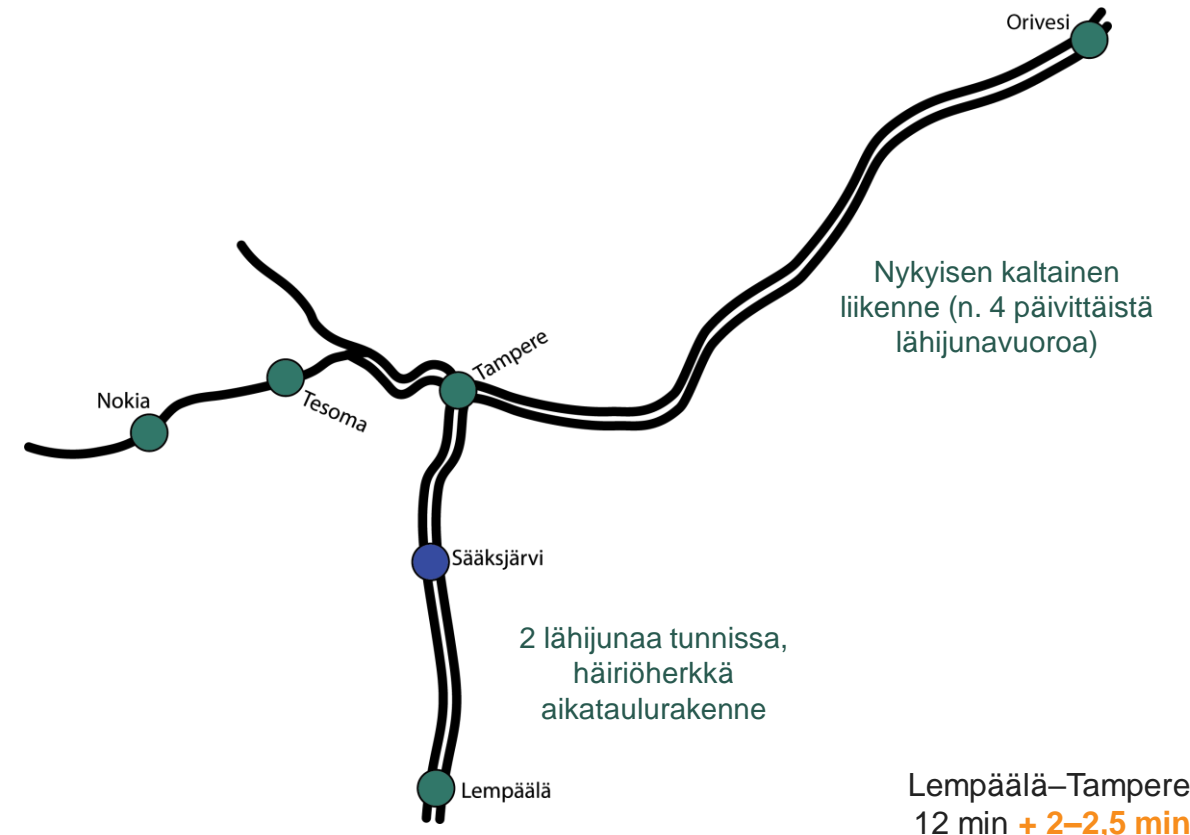 Orivesi
Nykyisen kaltainen
liikenne (n. 4 päivittäistä
lähijunavuoroa)
Tampere
Nokia
Tesoma
Sääksjärvi
2 lähijunaa tunnissa,
häiriöherkkä
aikataulurakenne
Lempäälä
Lempäälä–Tampere
12 min + 2–2,5 min